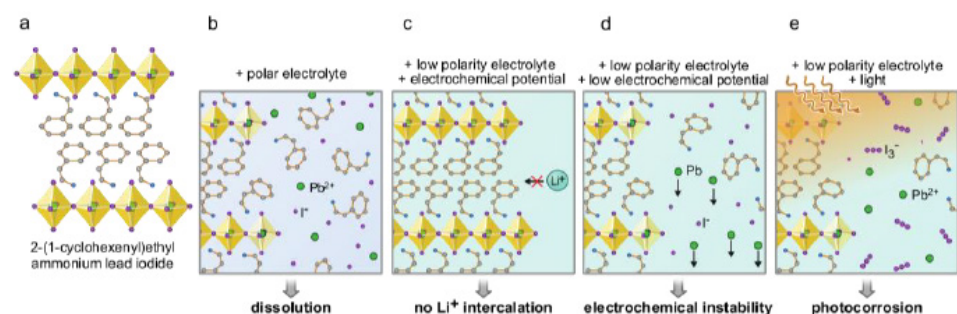 a
b
c
d
e
+ polar electrolyte
+ low polarity electrolyte
+ electrochemical potential
+ low polarity electrolyte
+ low electrochemical potential
+ low polarity electrolyte
+ light
Pb²⁺
I⁻
Li⁺
Pb
I⁻
I₃⁻
Pb²⁺
2-(1-cyclohexenyl)ethyl
ammonium lead iodide
dissolution
no Li⁺ intercalation
electrochemical instability
photocorrosion